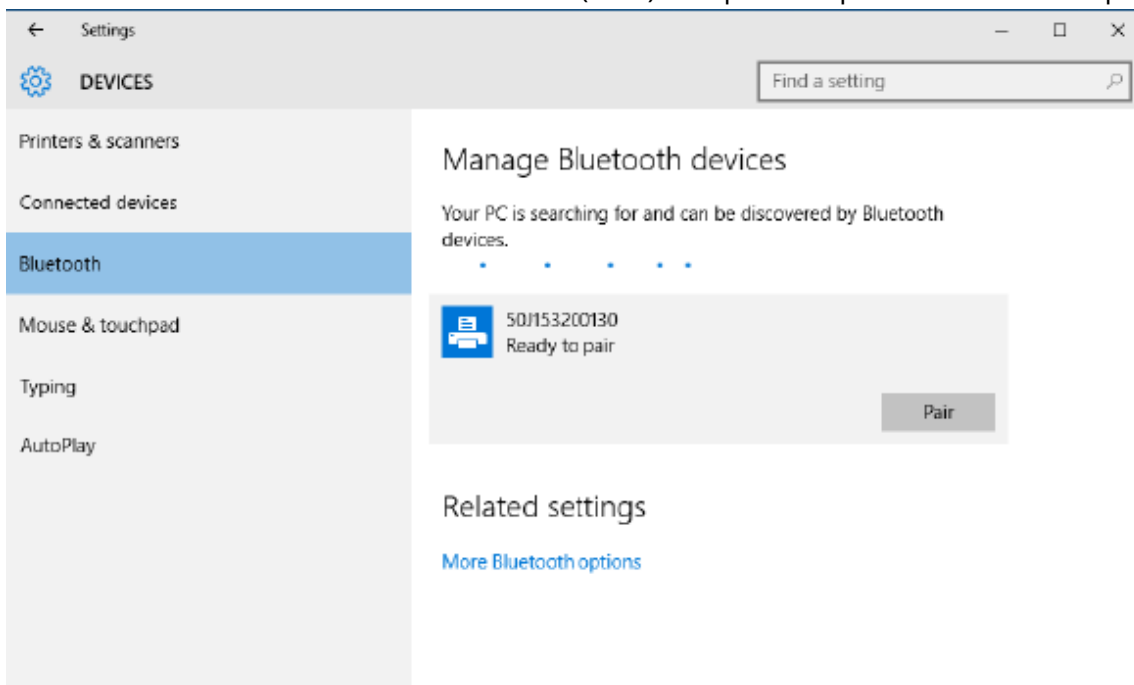 Settings
DEVICES
Find a setting
Printers & scanners
Connected devices
Bluetooth
Mouse & touchpad
Typing
AutoPlay
Manage Bluetooth devices
Your PC is searching for and can be discovered by Bluetooth
devices.
50J153200130
Ready to pair
Pair
Related settings
More Bluetooth options